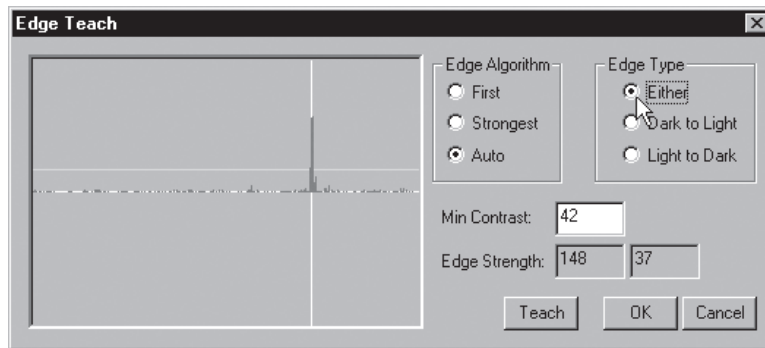 Edge Teach
Edge Algorithm
First
Strongest
Auto
Edge Type
Either
Dark to Light
Light to Dark
Min Contrast: 42
Edge Strength: 148 37
Teach OK Cancel